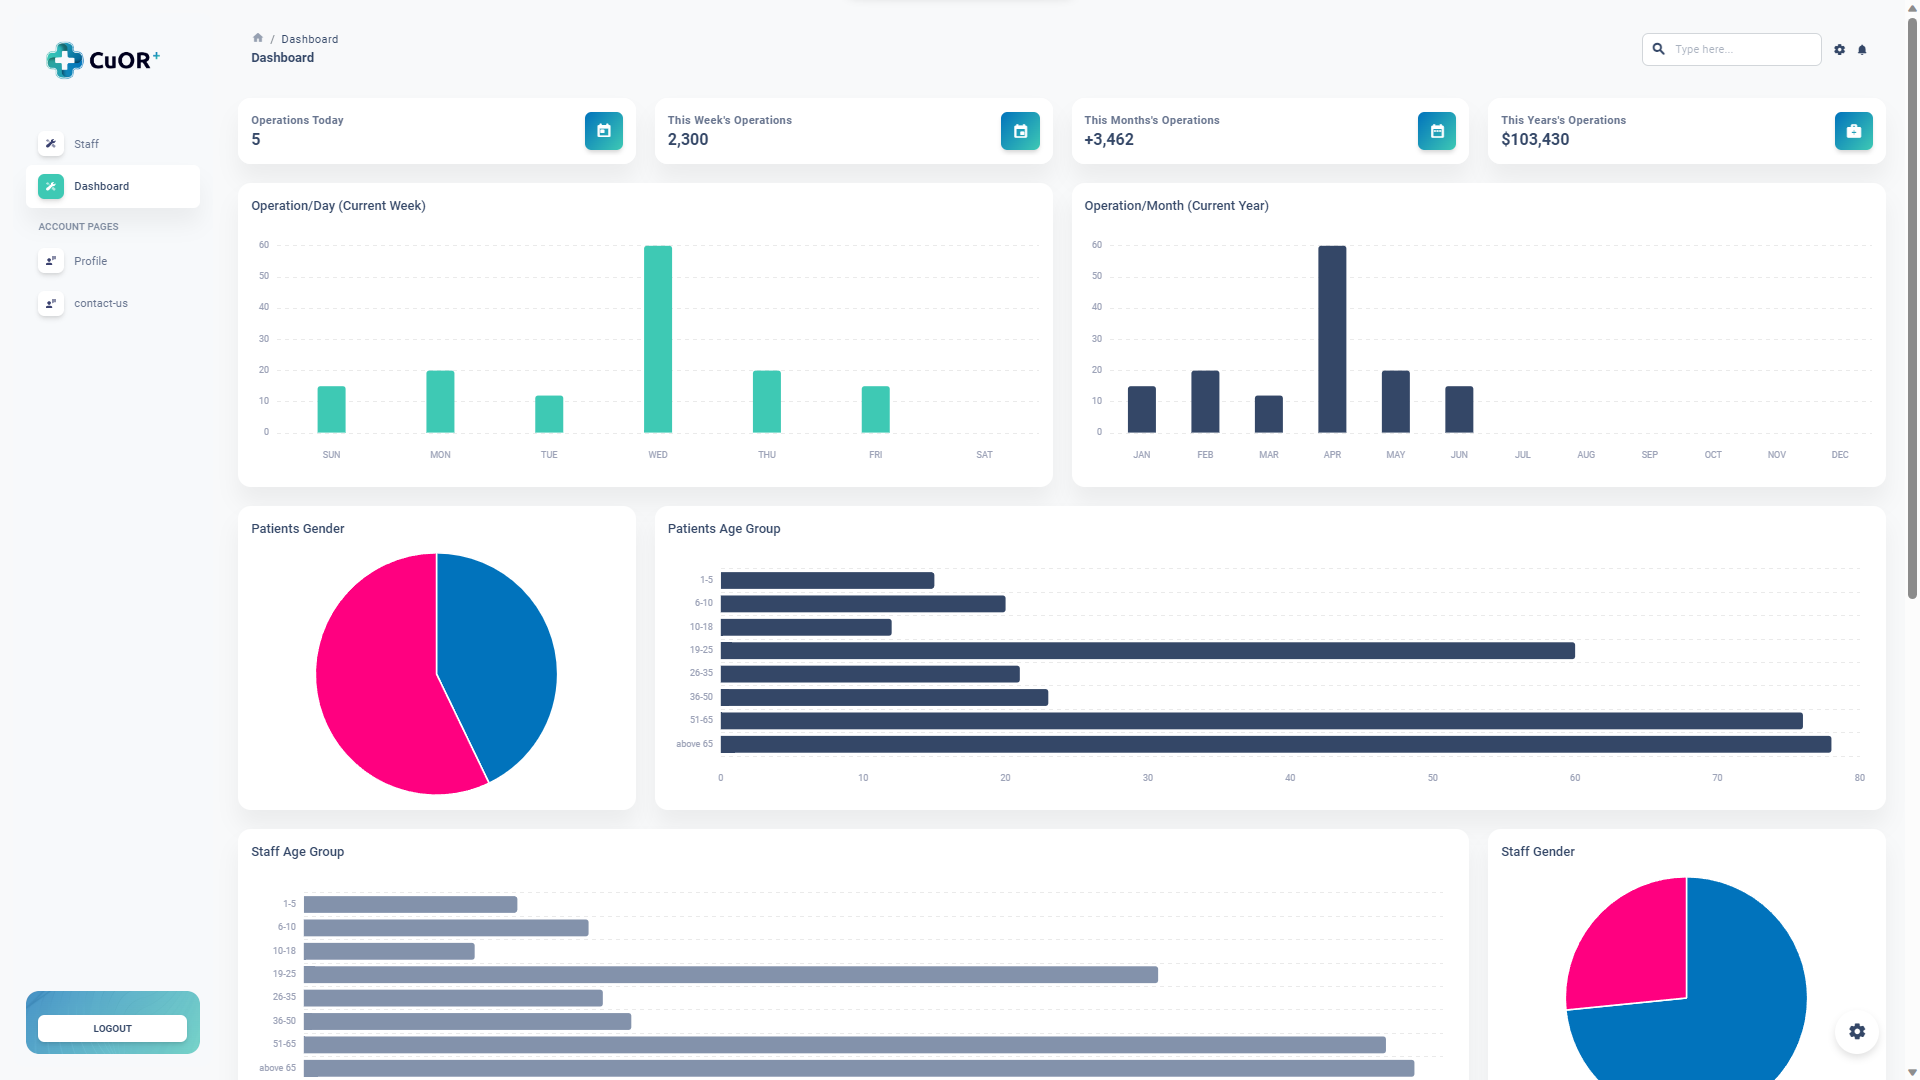 CuOR+
Staff
Dashboard
ACCOUNT PAGES
Profile
contact-us
LOGOUT
/ Dashboard
Dashboard
Type here...
Operations Today
5
This Week's Operations
2,300
This Months's Operations
+3,462
This Years's Operations
$103,430
Operation/Day (Current Week)
60
50
40
30
20
10
0
SUN MON TUE WED THU FRI SAT
Operation/Month (Current Year)
60
50
40
30
20
10
0
JAN FEB MAR APR MAY JUN JUL AUG SEP OCT NOV DEC
Patients Gender
Patients Age Group
1-5
6-10
10-18
19-25
26-35
36-50
51-65
above 65
0 10 20 30 40 50 60 70 80
Staff Age Group
1-5
6-10
10-18
19-25
26-35
36-50
51-65
above 65
Staff Gender